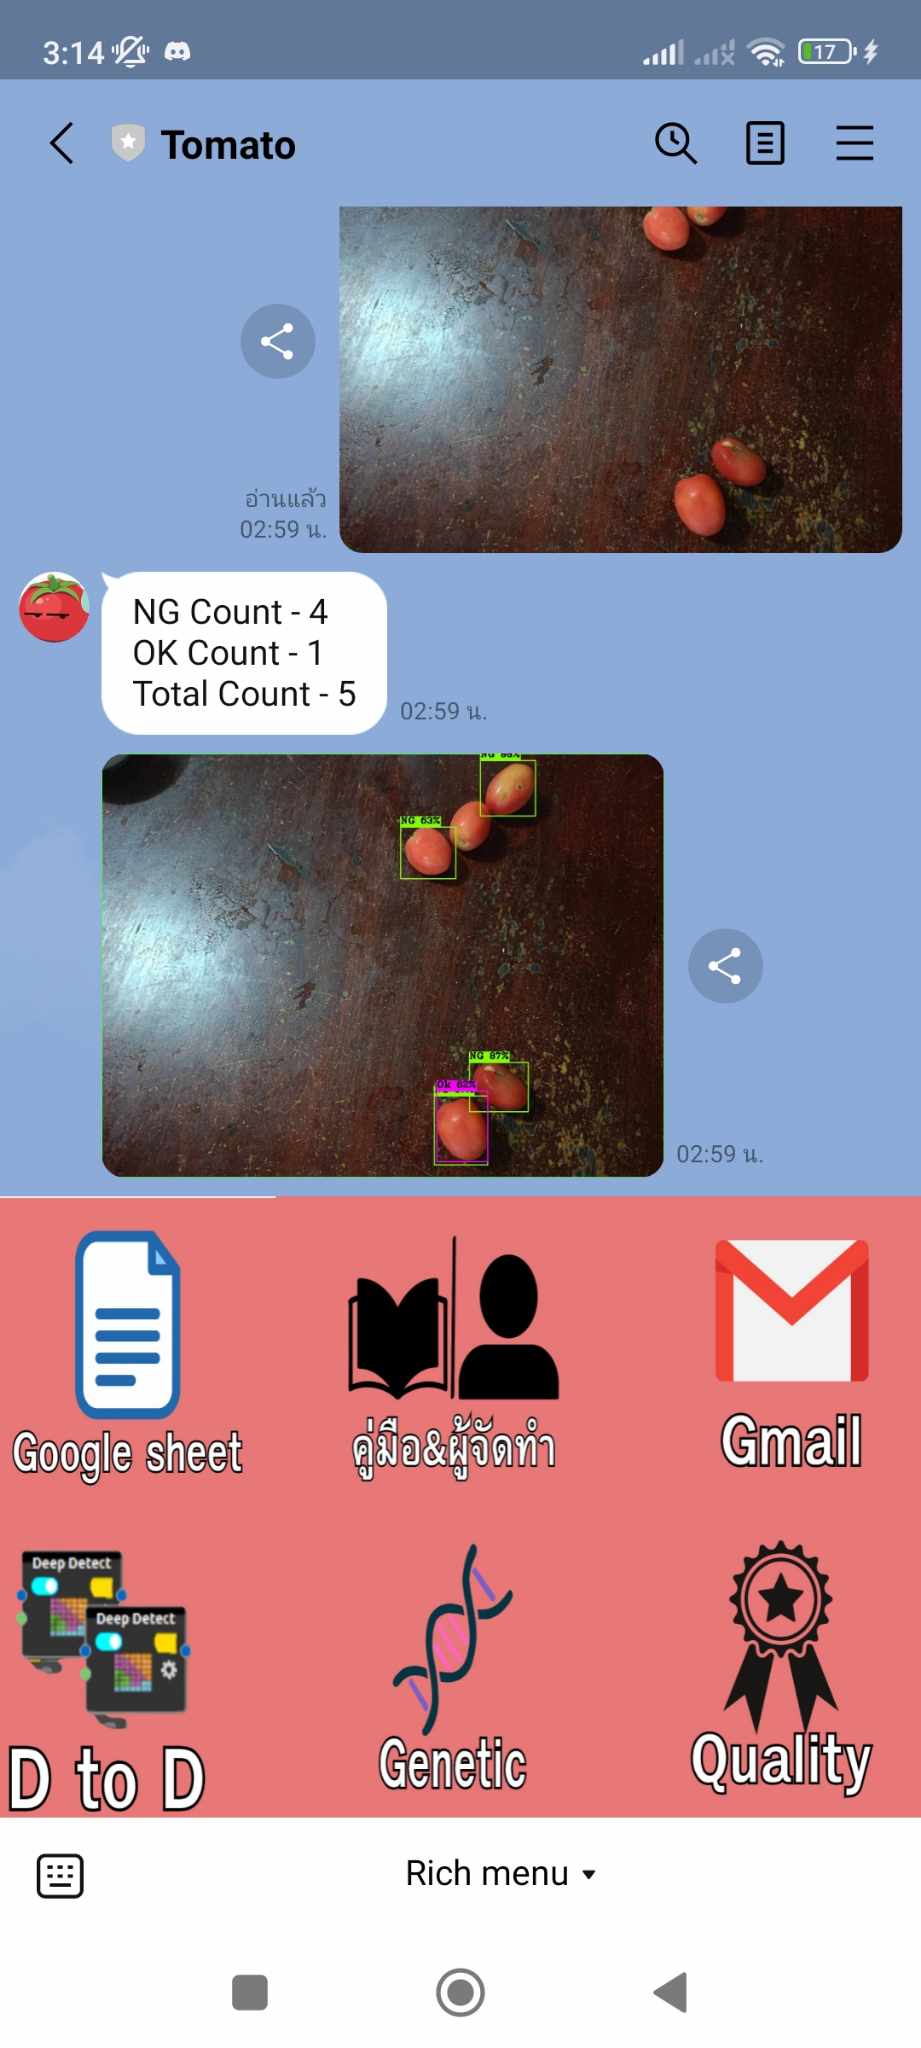 3:14
17
Tomato
อ่านแล้ว
02:59 น.
NG Count - 4
OK Count - 1
Total Count - 5
02:59 น.
NG 63%
NG 87%
Ok 62%
02:59 น.
Google sheet
คู่มือ&ผู้จัดทำ
Gmail
Deep Detect
Deep Detect
D to D
Genetic
Quality
Rich menu